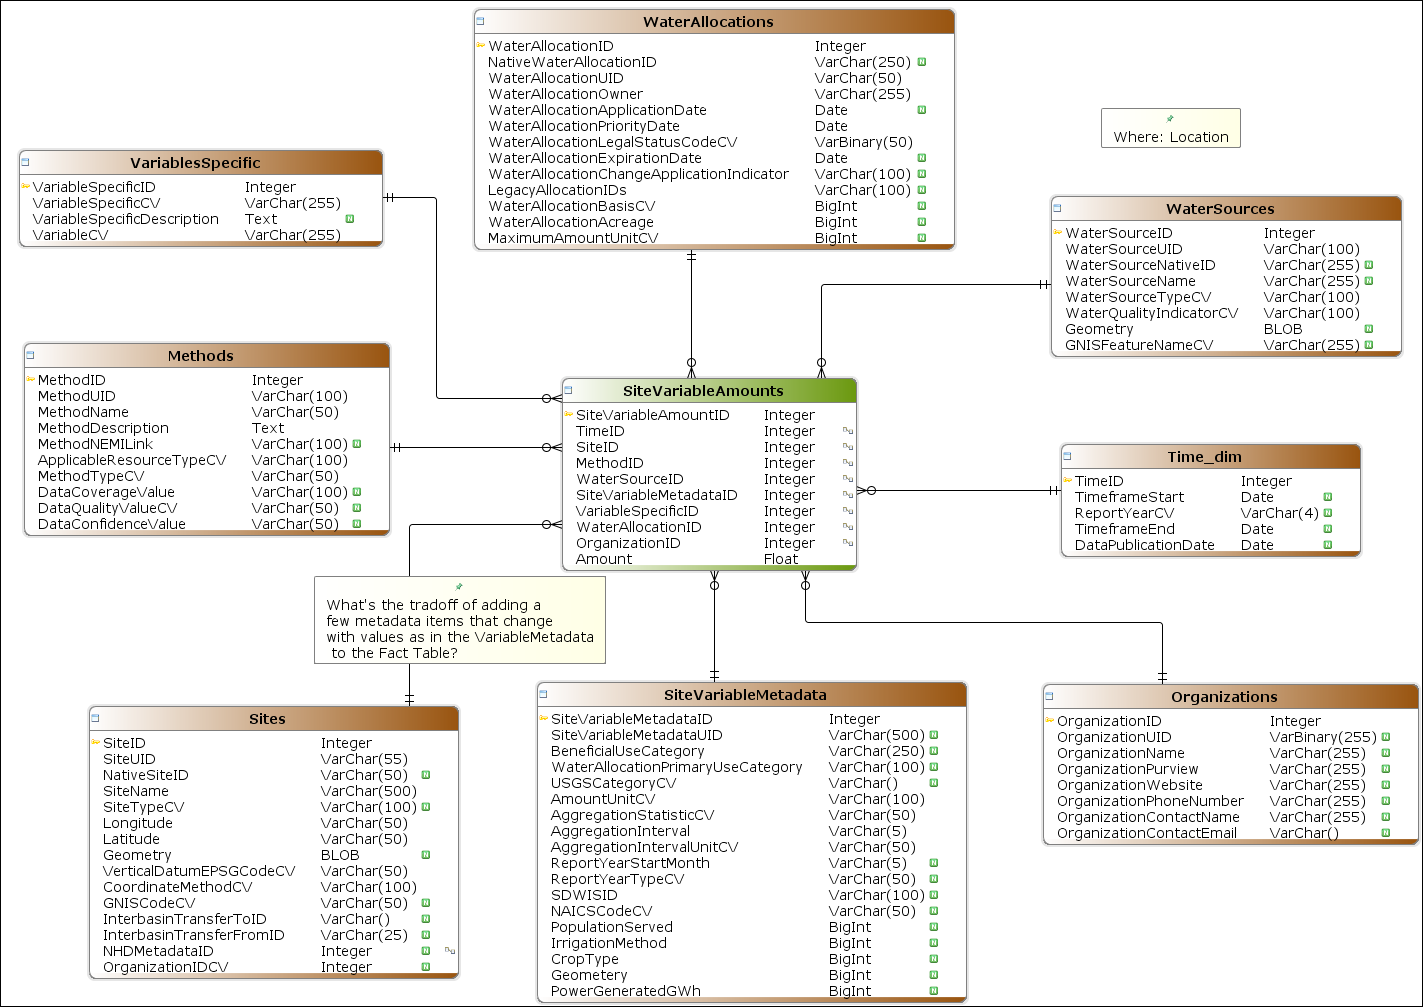 WaterAllocations
WaterAllocationID Integer
NativeWaterAllocationID VarChar(250) N
WaterAllocationUID VarChar(50)
WaterAllocationOwner VarChar(255)
WaterAllocationApplicationDate Date N
WaterAllocationPriorityDate Date
WaterAllocationLegalStatusCodeCV VarBinary(50)
WaterAllocationExpirationDate Date N
WaterAllocationChangeApplicationIndicator VarChar(100) N
LegacyAllocationIDs VarChar(100) N
WaterAllocationBasisCV BigInt N
WaterAllocationAcreage BigInt N
MaximumAmountUnitCV BigInt N
Where: Location
VariablesSpecific
VariableSpecificID Integer
VariableSpecificCV VarChar(255)
VariableSpecificDescription Text N
VariableCV VarChar(255)
WaterSources
WaterSourceID Integer
WaterSourceUID VarChar(100)
WaterSourceNativeID VarChar(255) N
WaterSourceName VarChar(255) N
WaterSourceTypeCV VarChar(100)
WaterQualityIndicatorCV VarChar(100)
Geometry BLOB N
GNISFeatureNameCV VarChar(255) N
Methods
MethodID Integer
MethodUID VarChar(100)
MethodName VarChar(50)
MethodDescription Text
MethodNEMILink VarChar(100) N
ApplicableResourceTypeCV VarChar(100)
MethodTypeCV VarChar(50)
DataCoverageValue VarChar(100) N
DataQualityValueCV VarChar(50) N
DataConfidenceValue VarChar(50) N
SiteVariableAmounts
SiteVariableAmountID Integer
TimeID Integer
SiteID Integer
MethodID Integer
WaterSourceID Integer
SiteVariableMetadataID Integer
VariableSpecificID Integer
WaterAllocationID Integer
OrganizationID Integer
Amount Float
Time_dim
TimeID Integer
TimeframeStart Date N
ReportYearCV VarChar(4) N
TimeframeEnd Date N
DataPublicationDate Date N
What's the tradoff of adding a
few metadata items that change
with values as in the VariableMetadata
to the Fact Table?
Sites
SiteID Integer
SiteUID VarChar(55)
NativeSiteID VarChar(50) N
SiteName VarChar(500)
SiteTypeCV VarChar(100) N
Longitude VarChar(50)
Latitude VarChar(50)
Geometry BLOB N
VerticalDatumEPSGCodeCV VarChar(50)
CoordinateMethodCV VarChar(100)
GNISCodeCV VarChar(50) N
InterbasinTransferToID VarChar() N
InterbasinTransferFromID VarChar(25) N
NHDMetadataID Integer N
OrganizationIDCV Integer N
SiteVariableMetadata
SiteVariableMetadataID Integer
SiteVariableMetadataUID VarChar(500) N
BeneficialUseCategory VarChar(250) N
WaterAllocationPrimaryUseCategory VarChar(100) N
USGSCategoryCV VarChar() N
AmountUnitCV VarChar(100)
AggregationStatisticCV VarChar(50)
AggregationInterval VarChar(5)
AggregationIntervalUnitCV VarChar(50)
ReportYearStartMonth VarChar(5) N
ReportYearTypeCV VarChar(50) N
SDWISID VarChar(100) N
NAICSCodeCV VarChar(50) N
PopulationServed BigInt N
IrrigationMethod BigInt N
CropType BigInt N
Geometery BigInt N
PowerGeneratedGWh BigInt N
Organizations
OrganizationID Integer
OrganizationUID VarBinary(255) N
OrganizationName VarChar(255) N
OrganizationPurview VarChar(255) N
OrganizationWebsite VarChar(255) N
OrganizationPhoneNumber VarChar(255) N
OrganizationContactName VarChar(255) N
OrganizationContactEmail VarChar() N